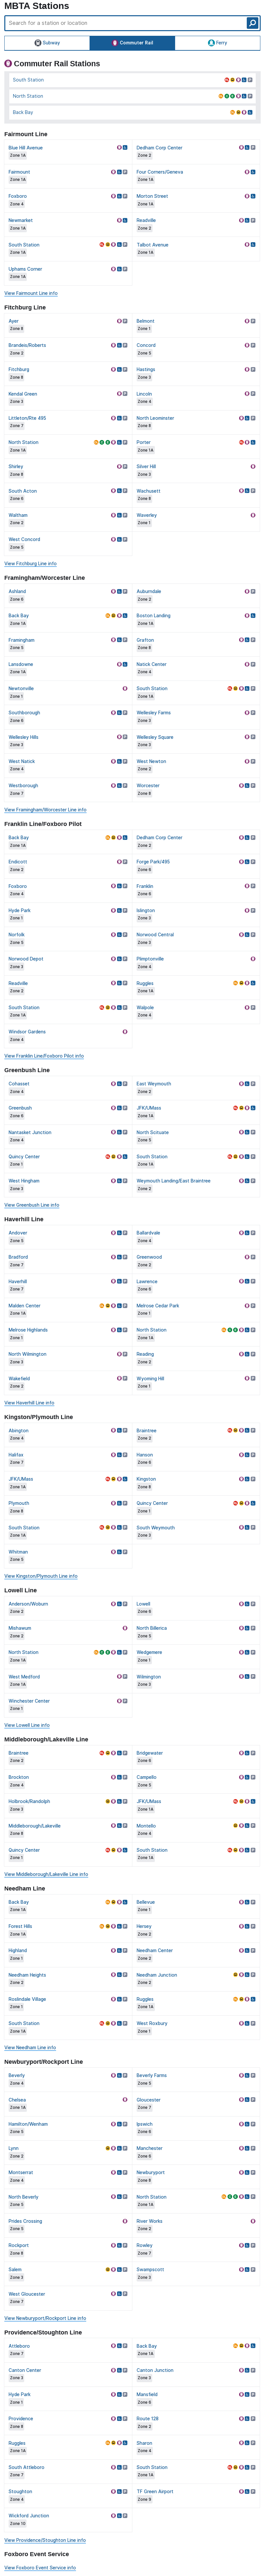 MBTA Stations
Search for a station or location
Subway
Commuter Rail
Ferry
Commuter Rail Stations
South Station
North Station
Back Bay
Fairmount Line
Blue Hill Avenue
Zone 1A
Dedham Corp Center
Zone 2
Fairmount
Zone 1A
Four Corners/Geneva
Zone 1A
Foxboro
Zone 4
Morton Street
Zone 1A
Newmarket
Zone 1A
Readville
Zone 2
South Station
Zone 1A
Talbot Avenue
Zone 1A
Uphams Corner
Zone 1A
View Fairmount Line info
Fitchburg Line
Ayer
Zone 8
Belmont
Zone 1
Brandeis/Roberts
Zone 2
Concord
Zone 5
Fitchburg
Zone 8
Hastings
Zone 3
Kendal Green
Zone 3
Lincoln
Zone 4
Littleton/Rte 495
Zone 7
North Leominster
Zone 8
North Station
Zone 1A
Porter
Zone 1A
Shirley
Zone 8
Silver Hill
Zone 3
South Acton
Zone 6
Wachusett
Zone 8
Waltham
Zone 2
Waverley
Zone 1
West Concord
Zone 5
View Fitchburg Line info
Framingham/Worcester Line
Ashland
Zone 6
Auburndale
Zone 2
Back Bay
Zone 1A
Boston Landing
Zone 1A
Framingham
Zone 5
Grafton
Zone 8
Lansdowne
Zone 1A
Natick Center
Zone 4
Newtonville
Zone 1
South Station
Zone 1A
Southborough
Zone 6
Wellesley Farms
Zone 3
Wellesley Hills
Zone 3
Wellesley Square
Zone 3
West Natick
Zone 4
West Newton
Zone 2
Westborough
Zone 7
Worcester
Zone 8
View Framingham/Worcester Line info
Franklin Line/Foxboro Pilot
Back Bay
Zone 1A
Dedham Corp Center
Zone 2
Endicott
Zone 2
Forge Park/495
Zone 6
Foxboro
Zone 4
Franklin
Zone 6
Hyde Park
Zone 1
Islington
Zone 3
Norfolk
Zone 5
Norwood Central
Zone 3
Norwood Depot
Zone 3
Plimptonville
Zone 4
Readville
Zone 2
Ruggles
Zone 1A
South Station
Zone 1A
Walpole
Zone 4
Windsor Gardens
Zone 4
View Franklin Line/Foxboro Pilot info
Greenbush Line
Cohasset
Zone 4
East Weymouth
Zone 2
Greenbush
Zone 6
JFK/UMass
Zone 1A
Nantasket Junction
Zone 4
North Scituate
Zone 5
Quincy Center
Zone 1
South Station
Zone 1A
West Hingham
Zone 3
Weymouth Landing/East Braintree
Zone 2
View Greenbush Line info
Haverhill Line
Andover
Zone 5
Ballardvale
Zone 4
Bradford
Zone 7
Greenwood
Zone 2
Haverhill
Zone 7
Lawrence
Zone 6
Malden Center
Zone 1A
Melrose Cedar Park
Zone 1
Melrose Highlands
Zone 1
North Station
Zone 1A
North Wilmington
Zone 3
Reading
Zone 2
Wakefield
Zone 2
Wyoming Hill
Zone 1
View Haverhill Line info
Kingston/Plymouth Line
Abington
Zone 4
Braintree
Zone 2
Halifax
Zone 7
Hanson
Zone 6
JFK/UMass
Zone 1A
Kingston
Zone 8
Plymouth
Zone 8
Quincy Center
Zone 1
South Station
Zone 1A
South Weymouth
Zone 3
Whitman
Zone 5
View Kingston/Plymouth Line info
Lowell Line
Anderson/Woburn
Zone 2
Lowell
Zone 6
Mishawum
Zone 2
North Billerica
Zone 5
North Station
Zone 1A
Wedgemere
Zone 1
West Medford
Zone 1A
Wilmington
Zone 3
Winchester Center
Zone 1
View Lowell Line info
Middleborough/Lakeville Line
Braintree
Zone 2
Bridgewater
Zone 6
Brockton
Zone 4
Campello
Zone 5
Holbrook/Randolph
Zone 3
JFK/UMass
Zone 1A
Middleborough/Lakeville
Zone 8
Montello
Zone 4
Quincy Center
Zone 1
South Station
Zone 1A
View Middleborough/Lakeville Line info
Needham Line
Back Bay
Zone 1A
Bellevue
Zone 1
Forest Hills
Zone 1A
Hersey
Zone 2
Highland
Zone 1
Needham Center
Zone 2
Needham Heights
Zone 2
Needham Junction
Zone 2
Roslindale Village
Zone 1
Ruggles
Zone 1A
South Station
Zone 1A
West Roxbury
Zone 1
View Needham Line info
Newburyport/Rockport Line
Beverly
Zone 4
Beverly Farms
Zone 5
Chelsea
Zone 1A
Gloucester
Zone 7
Hamilton/Wenham
Zone 5
Ipswich
Zone 6
Lynn
Zone 2
Manchester
Zone 6
Montserrat
Zone 4
Newburyport
Zone 8
North Beverly
Zone 5
North Station
Zone 1A
Prides Crossing
Zone 5
River Works
Zone 2
Rockport
Zone 8
Rowley
Zone 7
Salem
Zone 3
Swampscott
Zone 3
West Gloucester
Zone 7
View Newburyport/Rockport Line info
Providence/Stoughton Line
Attleboro
Zone 7
Back Bay
Zone 1A
Canton Center
Zone 3
Canton Junction
Zone 3
Hyde Park
Zone 1
Mansfield
Zone 6
Providence
Zone 8
Route 128
Zone 2
Ruggles
Zone 1A
Sharon
Zone 4
South Attleboro
Zone 7
South Station
Zone 1A
Stoughton
Zone 4
TF Green Airport
Zone 9
Wickford Junction
Zone 10
View Providence/Stoughton Line info
Foxboro Event Service
View Foxboro Event Service info